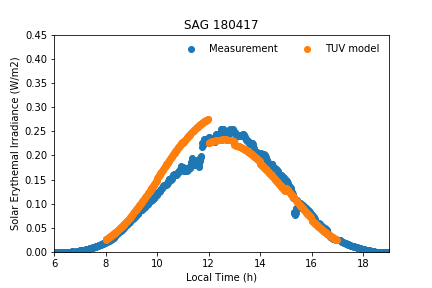 SAG 180417
Measurement TUV model
Solar Erythemal Irradiance (W/m2)
0.45
0.40
0.35
0.30
0.25
0.20
0.15
0.10
0.05
0.00
6 8 10 12 14 16 18
Local Time (h)